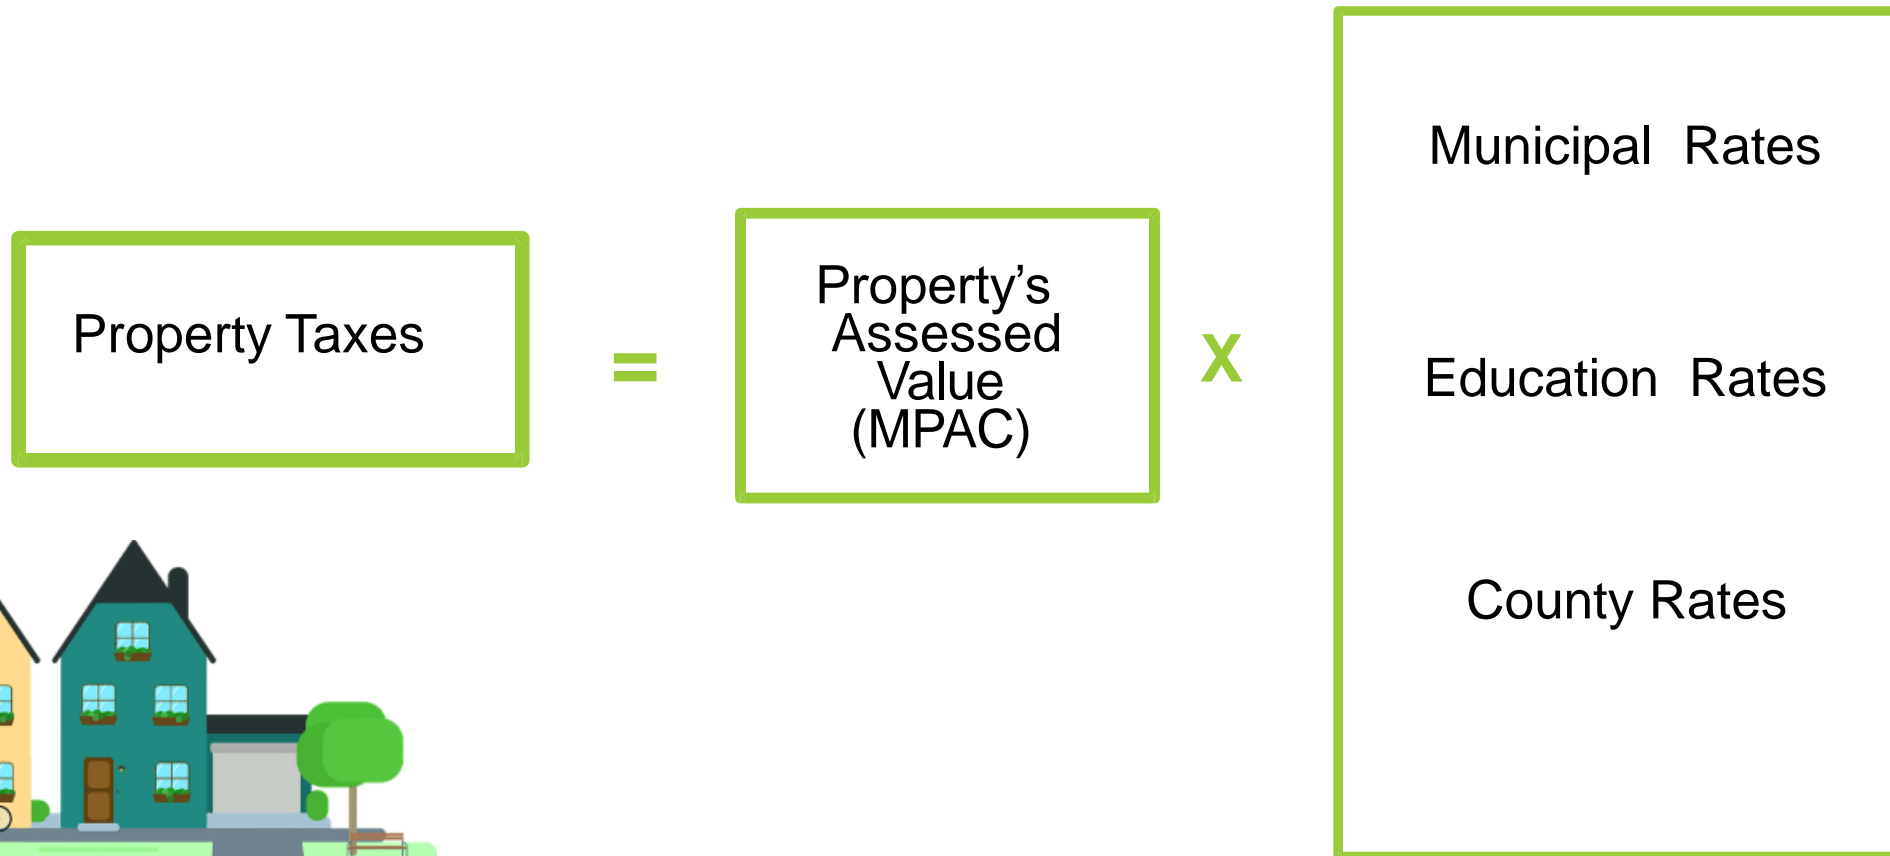 Property Taxes
=
Property’s
Assessed
Value
(MPAC)
X
Municipal Rates
Education Rates
County Rates